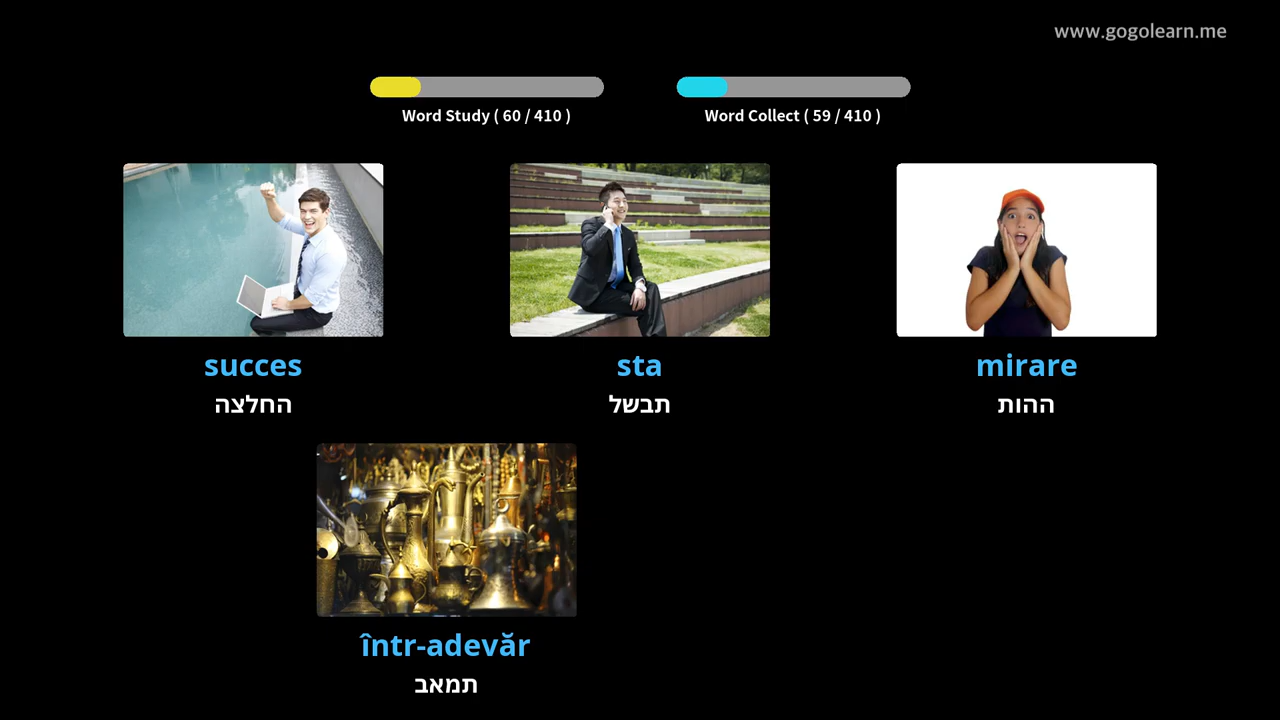 www.gogolearn.me
Word Study ( 60 / 410 )
Word Collect ( 59 / 410 )
succes
החלצה
sta
תבשל
mirare
ההות
într-adevăr
תמאב